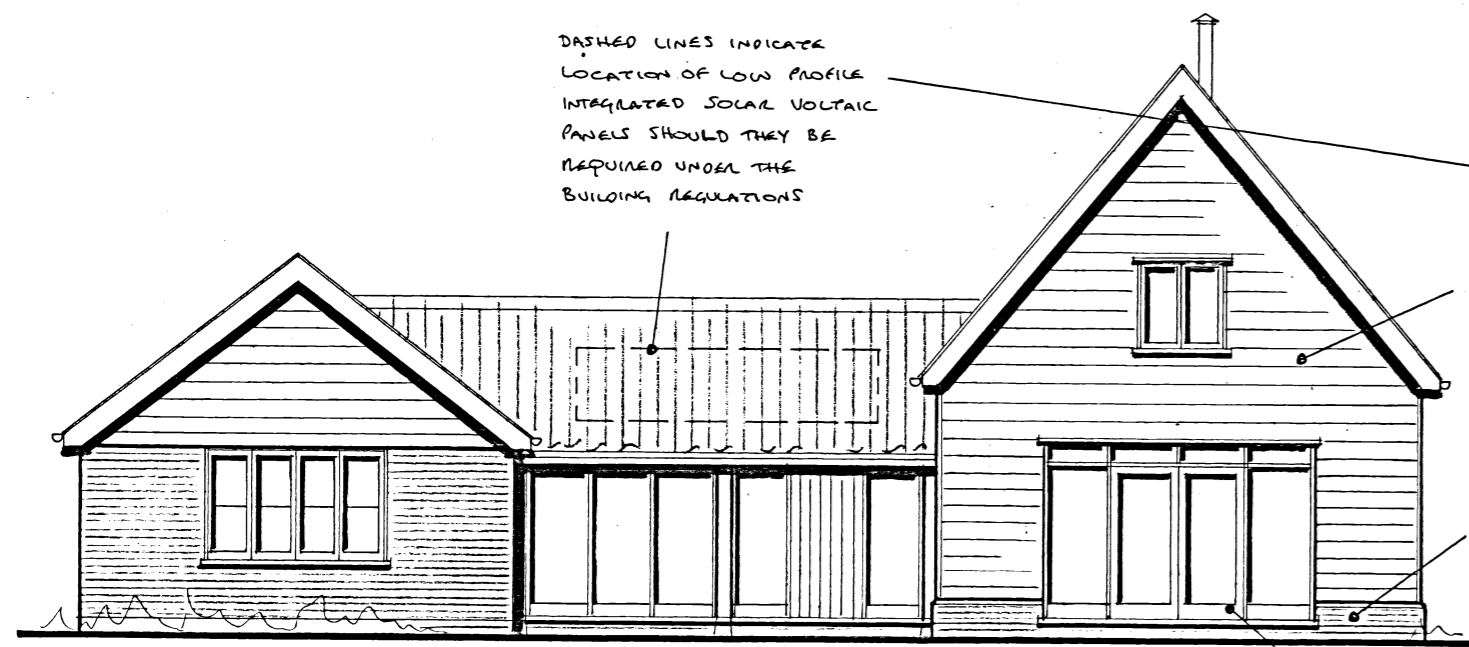 DASHED LINES INDICATE
LOCATION OF LOW PROFILE
INTEGRATED SOLAR VOLTAIC
PANELS SHOULD THEY BE
REQUIRED UNDER THE
BUILDING REGULATIONS